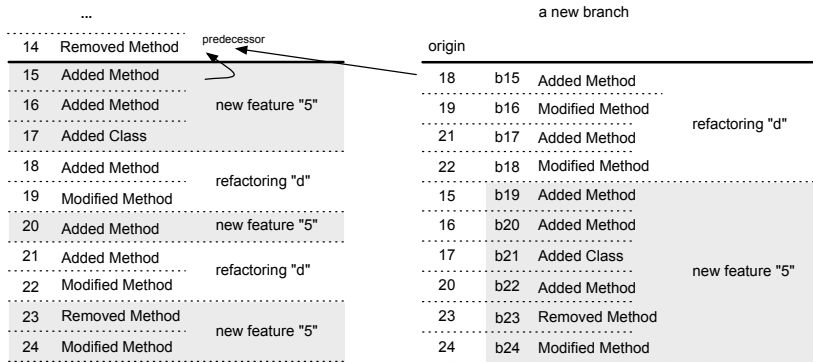 ...
14 Removed Method predecessor
15 Added Method
16 Added Method new feature "5"
17 Added Class
18 Added Method
refactoring "d"
19 Modified Method
20 Added Method new feature "5"
21 Added Method
refactoring "d"
22 Modified Method
23 Removed Method
new feature "5"
24 Modified Method
a new branch
origin
18 b15 Added Method
19 b16 Modified Method
refactoring "d"
21 b17 Added Method
22 b18 Modified Method
15 b19 Added Method
16 b20 Added Method
17 b21 Added Class
new feature "5"
20 b22 Added Method
23 b23 Removed Method
24 b24 Modified Method